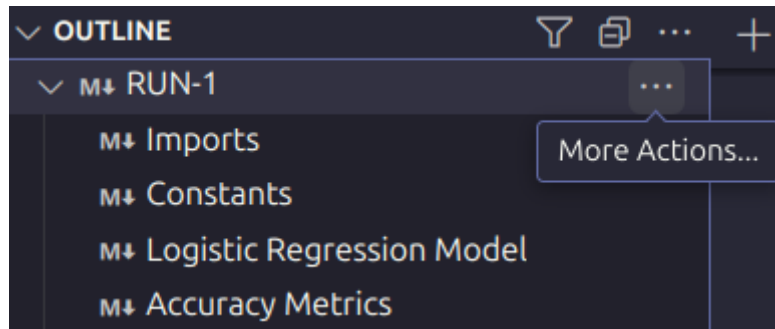 OUTLINE
M↓ RUN-1
M↓ Imports
More Actions...
M↓ Constants
M↓ Logistic Regression Model
M↓ Accuracy Metrics